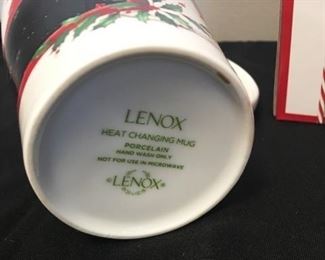 LENOX
HEAT CHANGING MUG
PORCELAIN
HAND WASH ONLY
NOT FOR USE IN MICROWAVE
LENOX